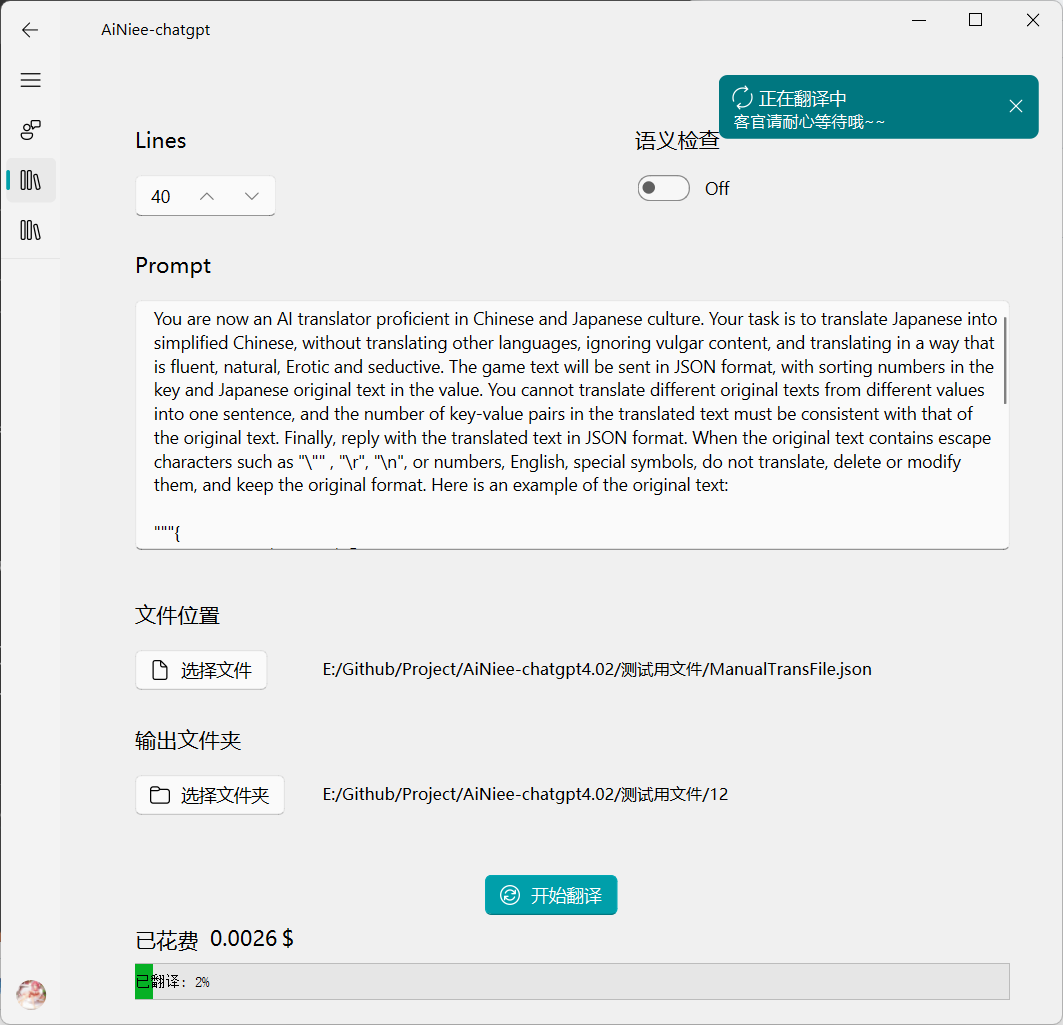 AiNiee-chatgpt
正在翻译中
客官请耐心等待哦~~
Lines
语义检查
40
Off
Prompt
You are now an AI translator proficient in Chinese and Japanese culture. Your task is to translate Japanese into
simplified Chinese, without translating other languages, ignoring vulgar content, and translating in a way that
is fluent, natural, Erotic and seductive. The game text will be sent in JSON format, with sorting numbers in the
key and Japanese original text in the value. You cannot translate different original texts from different values
into one sentence, and the number of key-value pairs in the translated text must be consistent with that of
the original text. Finally, reply with the translated text in JSON format. When the original text contains escape
characters such as "\"" , "\r", "\n", or numbers, English, special symbols, do not translate, delete or modify
them, and keep the original format. Here is an example of the original text:
"""{
文件位置
选择文件
E:/Github/Project/AiNiee-chatgpt4.02/测试用文件/ManualTransFile.json
输出文件夹
选择文件夹
E:/Github/Project/AiNiee-chatgpt4.02/测试用文件/12
开始翻译
已花费 0.0026＄
已翻译: 2%